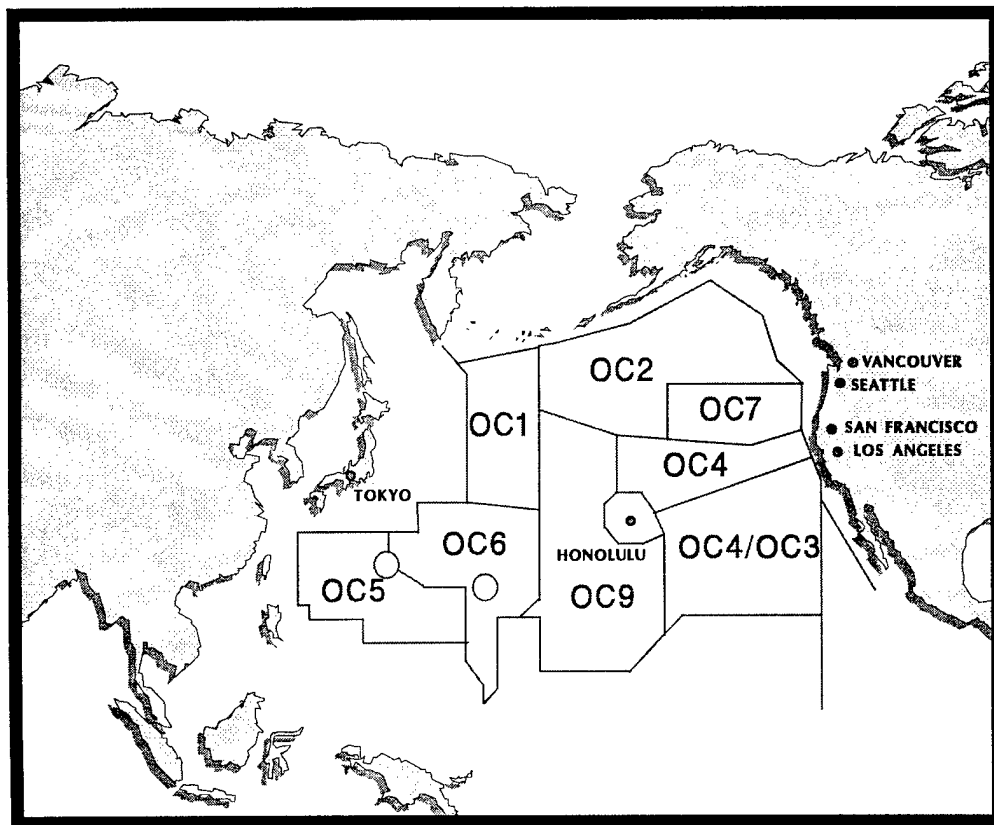 VANCOUVER
OC2
SEATTLE
OC7
OC1
SAN FRANCISCO
OC4
LOS ANGELES
TOKYO
OC6
HONOLULU
OC4/OC3
OC5
OC9